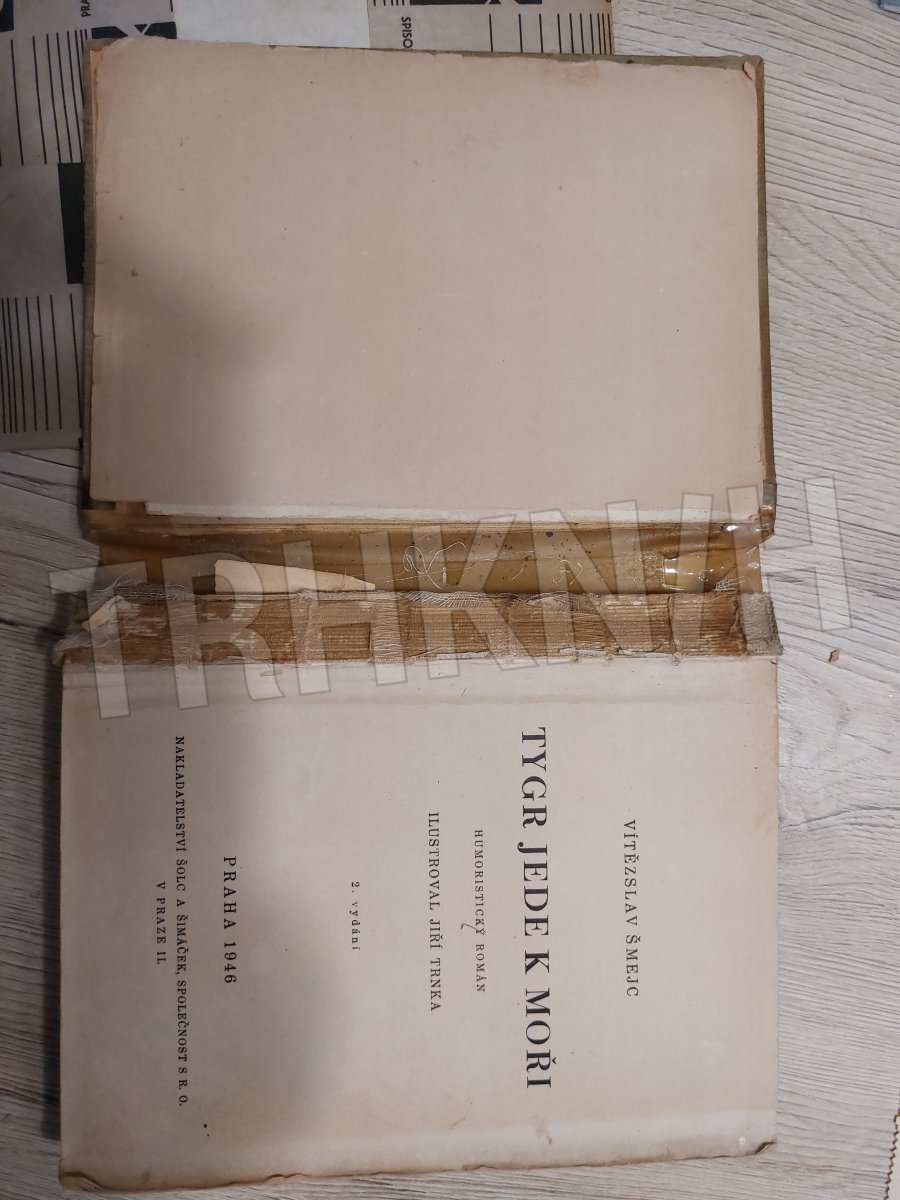 VÍTĚZSLAV ŠMEJC
TYGR JEDE K MOŘI
HUMORISTICKÝ ROMÁN
ILUSTROVAL JIŘÍ TRNKA
2. vydání
PRAHA 1946
NAKLADATELSTVÍ ŠOLC A ŠIMÁČEK, SPOLEČNOST S R. O.
V PRAZE II.
TRHKNIH